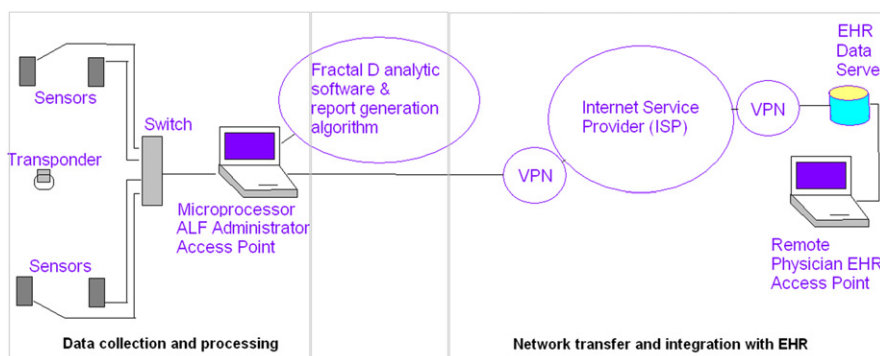 Sensors
Transponder
Sensors
Switch
Microprocessor
ALF Administrator
Access Point
Fractal D analytic
software &
report generation
algorithm
Data collection and processing
VPN
Internet Service
Provider (ISP)
VPN
EHR
Data
Server
Remote
Physician EHR
Access Point
Network transfer and integration with EHR